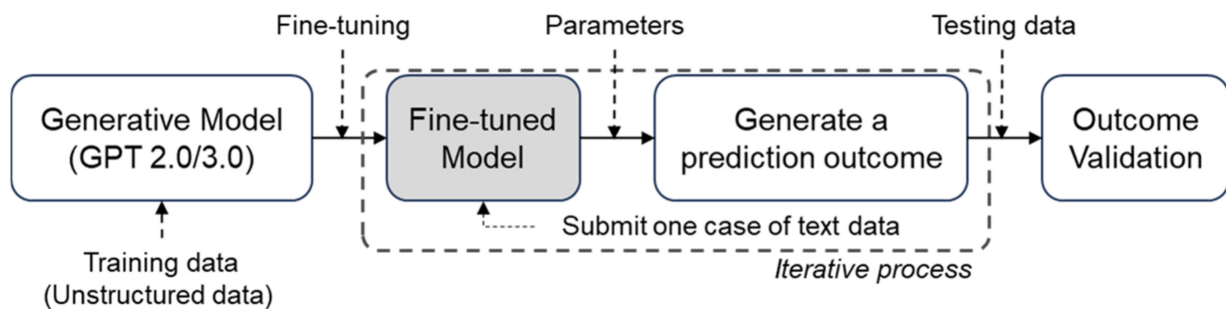 Fine-tuning
Parameters
Testing data
Generative Model
(GPT 2.0/3.0)
Fine-tuned
Model
Generate a
prediction outcome
Outcome
Validation
Submit one case of text data
Training data
(Unstructured data)
Iterative process